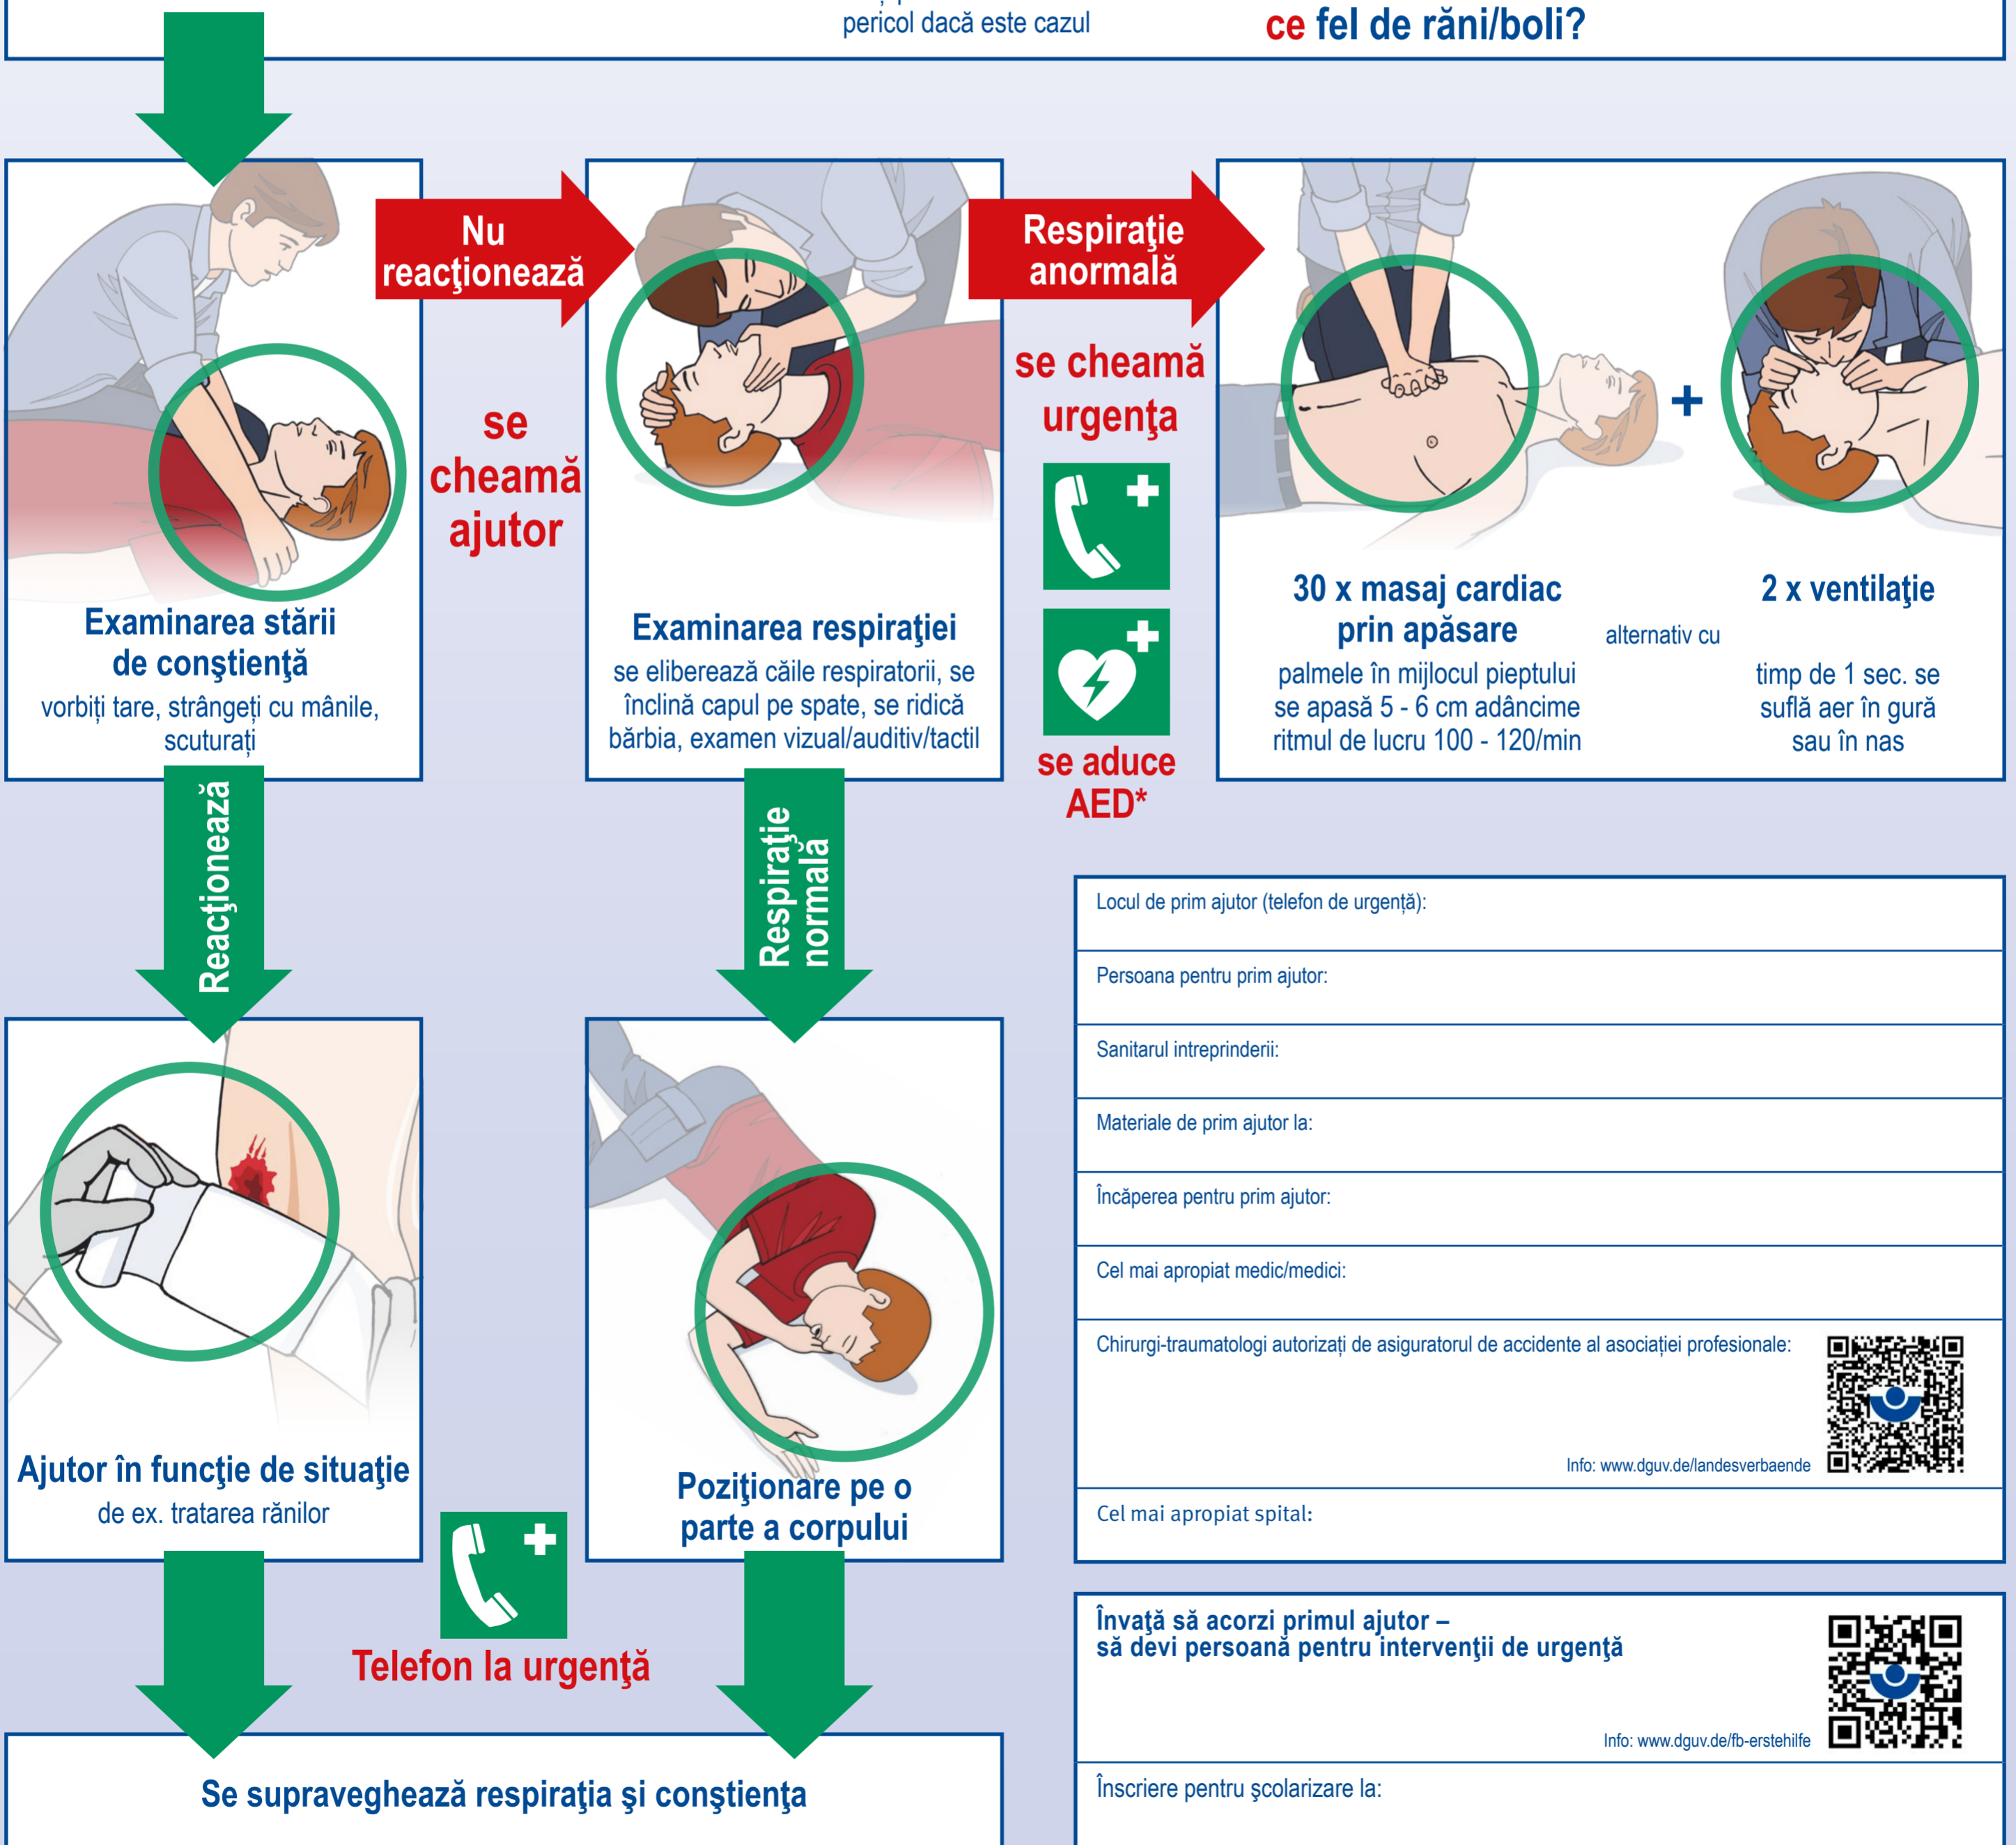 pericol dacă este cazul
ce fel de răni/boli?
Nu
reacţionează
se
cheamă
ajutor
Respiraţie
anormală
se cheamă
urgenţa
se aduce
AED*
Examinarea stării
de conştienţă
vorbiți tare, strângeți cu mânile,
scuturați
Examinarea respiraţiei
se eliberează căile respiratorii, se
înclină capul pe spate, se ridică
bărbia, examen vizual/auditiv/tactil
+
30 x masaj cardiac
prin apăsare
palmele în mijlocul pieptului
se apasă 5 - 6 cm adâncime
ritmul de lucru 100 - 120/min
alternativ cu
2 x ventilaţie
timp de 1 sec. se
suflă aer în gură
sau în nas
Reacţionează
Respiraţie
normală
Ajutor în funcţie de situaţie
de ex. tratarea rănilor
Poziţionare pe o
parte a corpului
Telefon la urgenţă
Se supraveghează respiraţia şi conştienţa
Locul de prim ajutor (telefon de urgență):
Persoana pentru prim ajutor:
Sanitarul intreprinderii:
Materiale de prim ajutor la:
Încăperea pentru prim ajutor:
Cel mai apropiat medic/medici:
Chirurgi-traumatologi autorizați de asiguratorul de accidente al asociației profesionale:
Info: www.dguv.de/landesverbaende
Cel mai apropiat spital:
Învaţă să acorzi primul ajutor –
să devi persoană pentru intervenţii de urgenţă
Info: www.dguv.de/fb-erstehilfe
Înscriere pentru şcolarizare la: